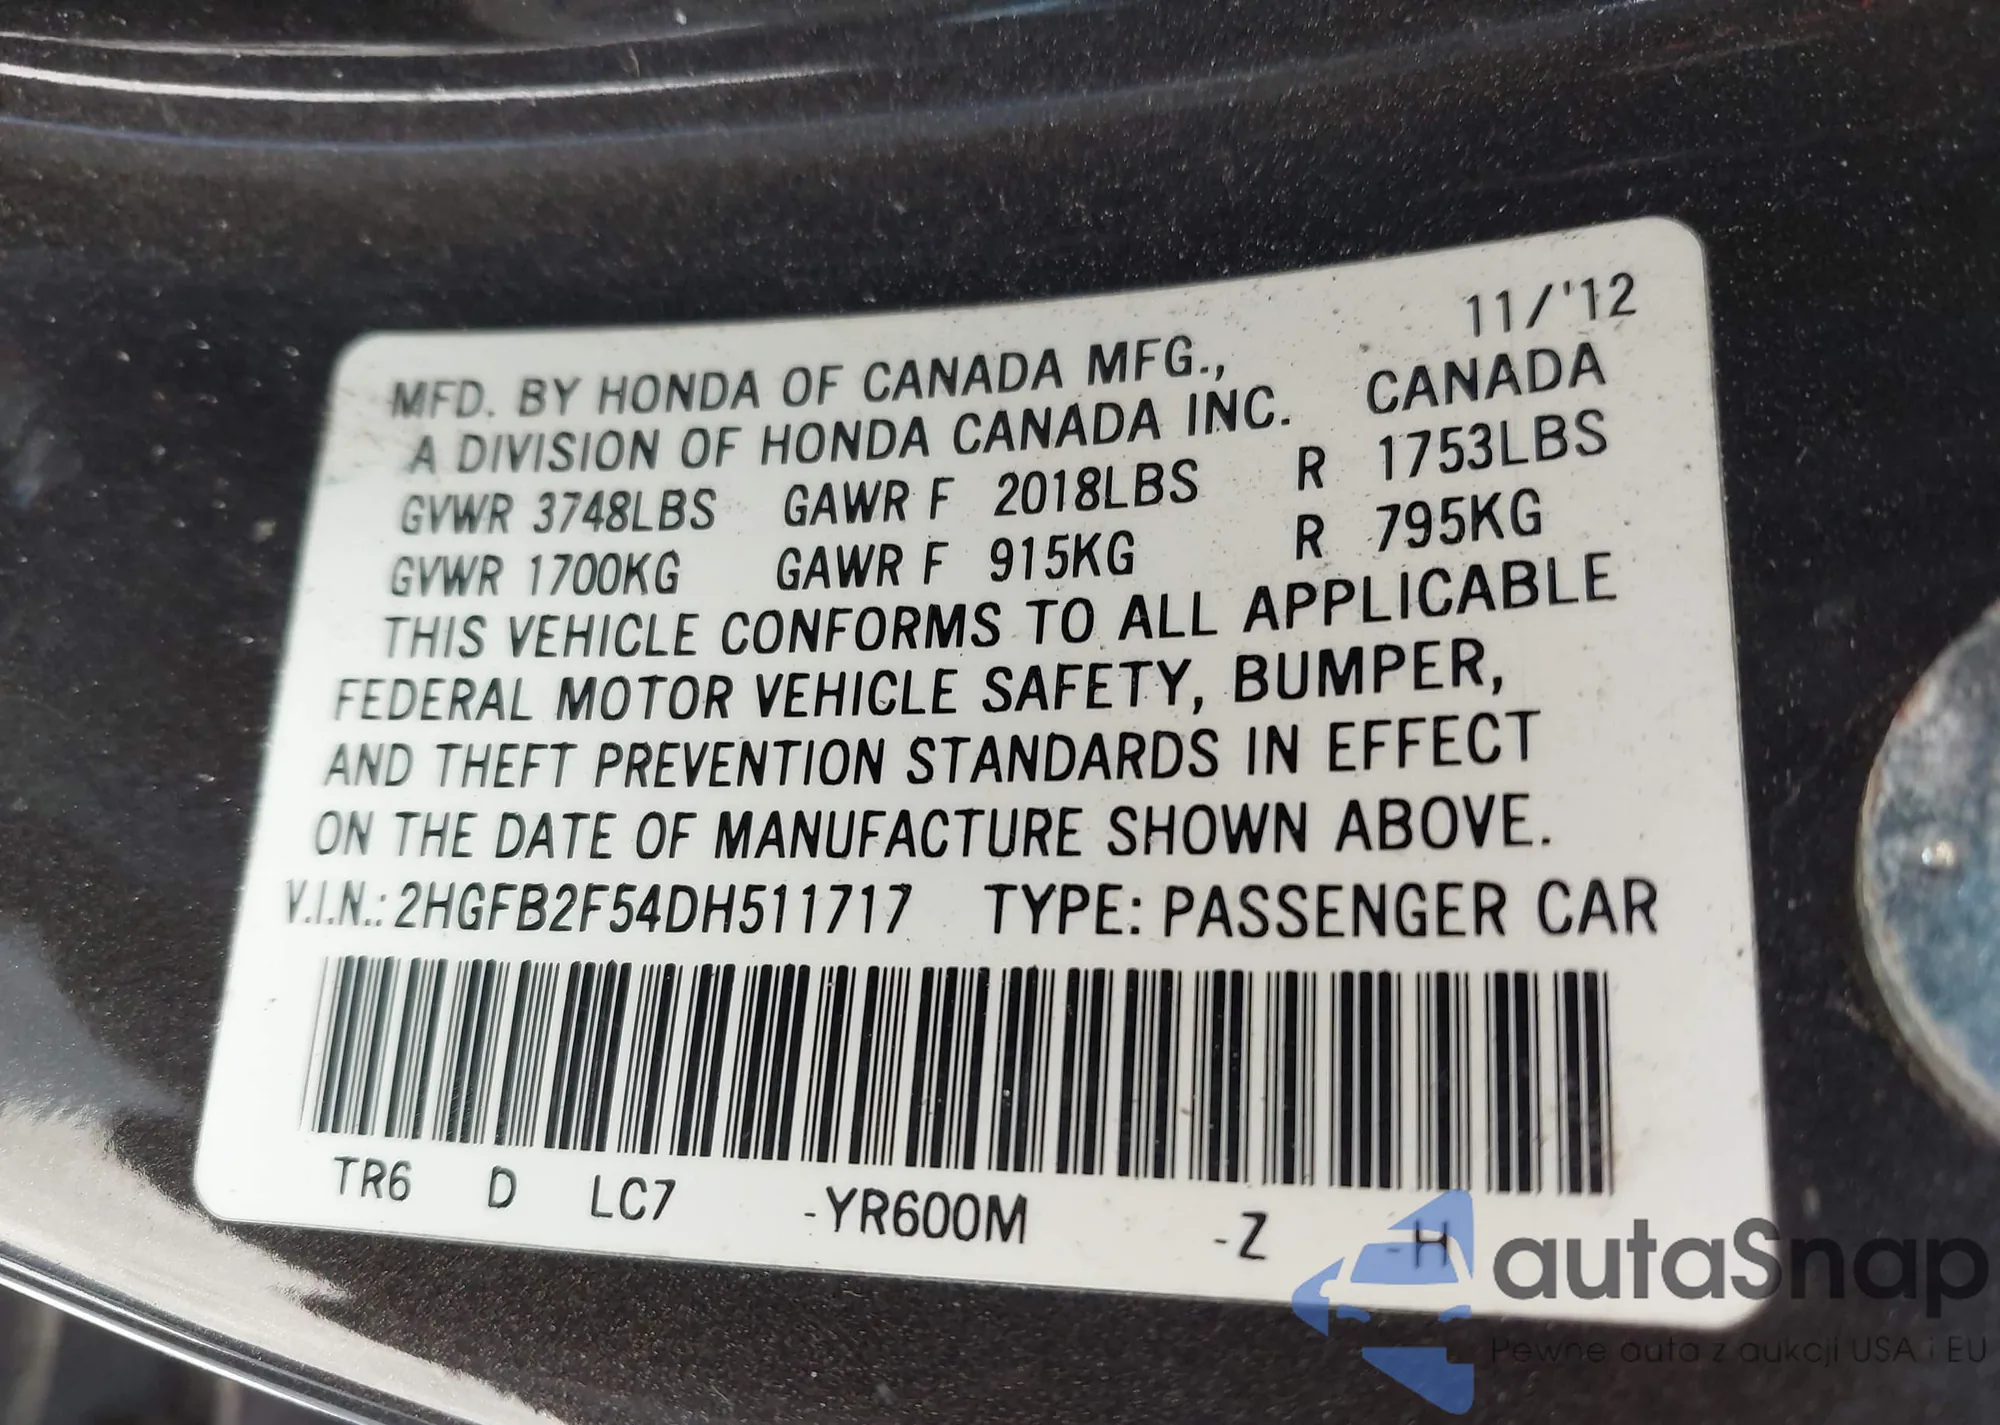 11/'12
MFD. BY HONDA OF CANADA MFG.,
A DIVISION OF HONDA CANADA INC. CANADA
GVWR 3748LBS GAWR F 2018LBS R 1753LBS
GVWR 1700KG GAWR F 915KG R 795KG
THIS VEHICLE CONFORMS TO ALL APPLICABLE
FEDERAL MOTOR VEHICLE SAFETY, BUMPER,
AND THEFT PREVENTION STANDARDS IN EFFECT
ON THE DATE OF MANUFACTURE SHOWN ABOVE.
V.I.N.: 2HGFB2F54DH511717 TYPE: PASSENGER CAR
TR6 D LC7 -YR600M -Z -H
autaSnap
Pewne auta z aukcji USA i EU